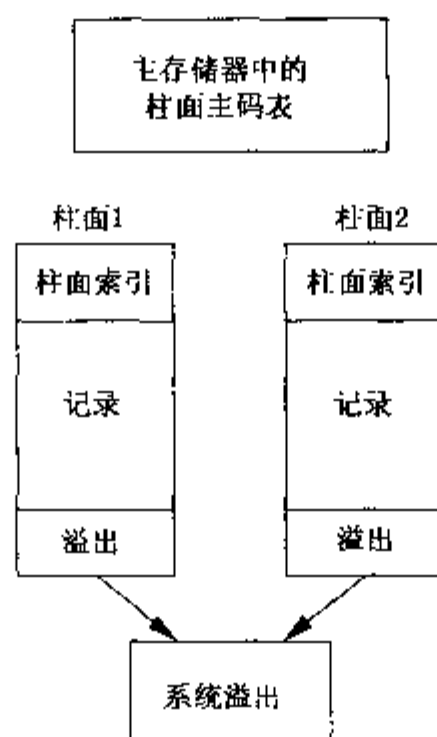 主存储器中的
柱面主码表
柱面1
柱面2
柱面索引
柱面索引
记录
记录
溢出
溢出
系统溢出